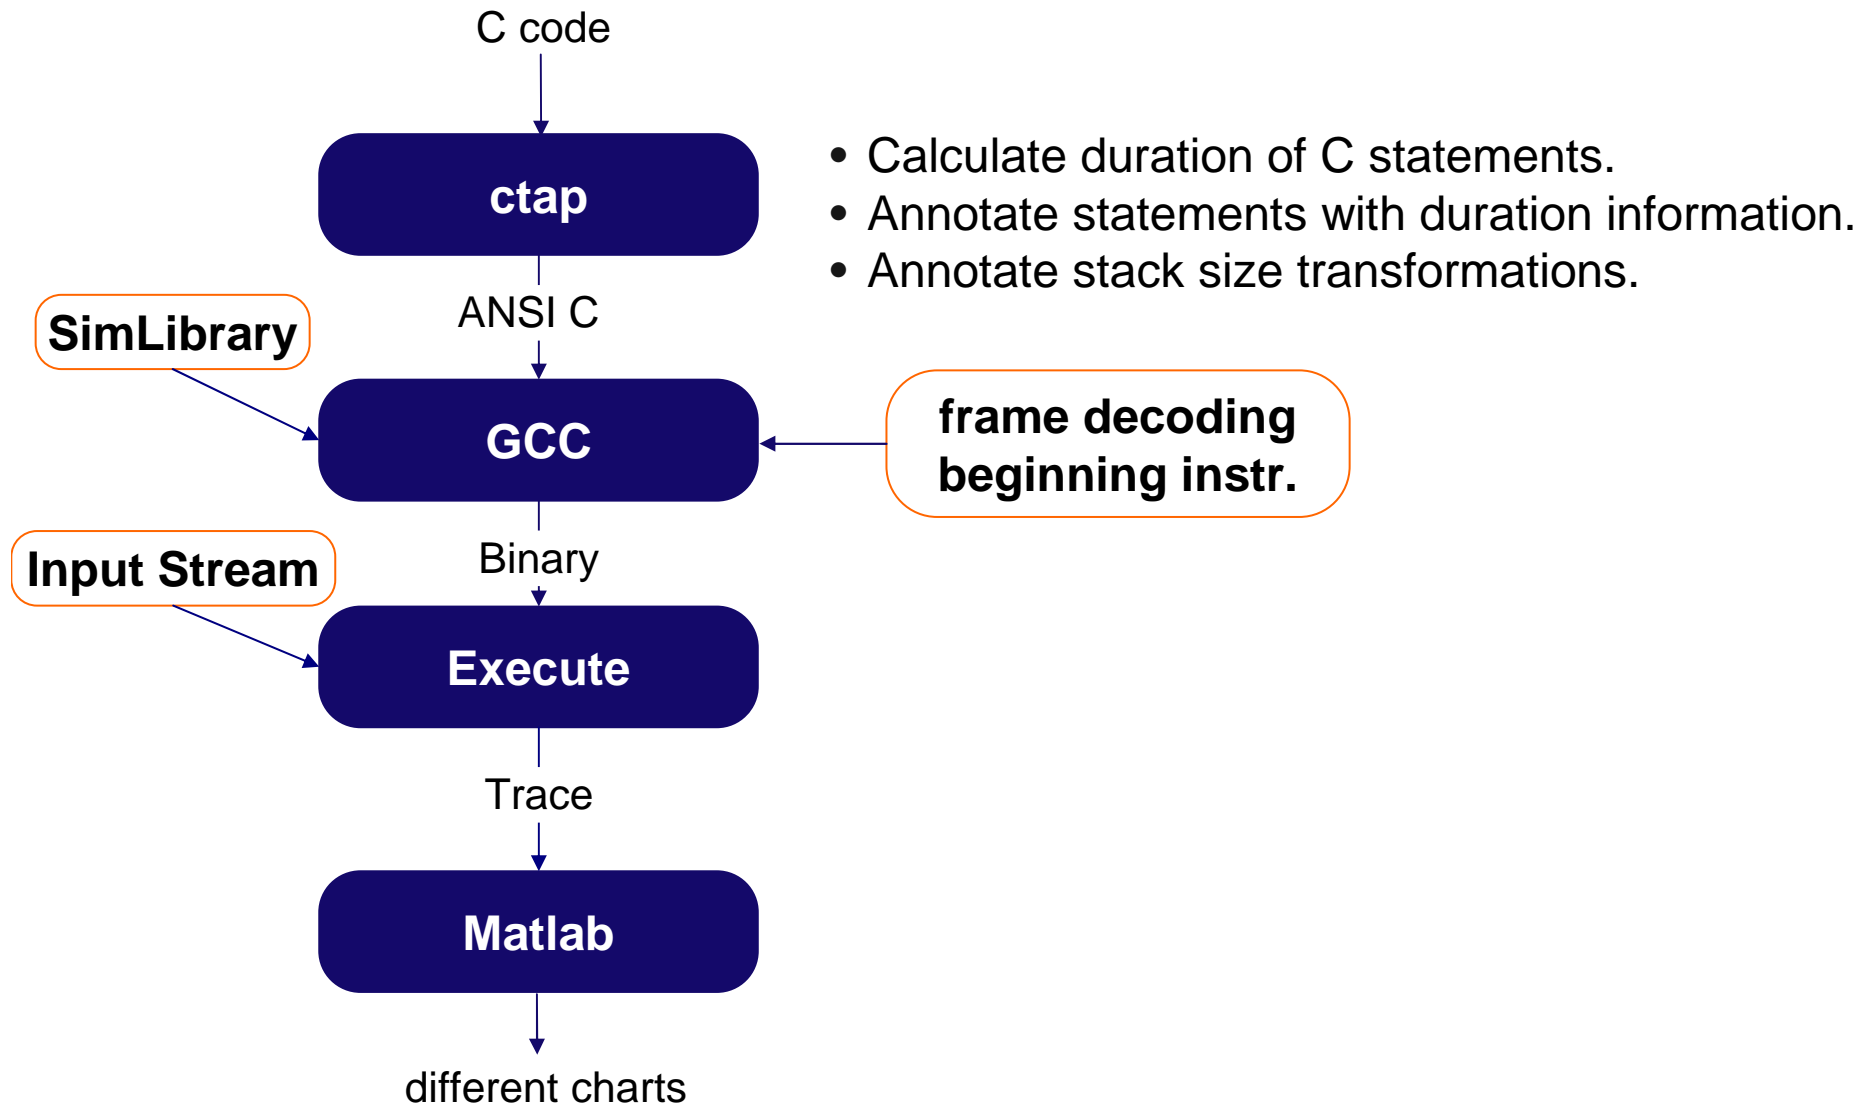 C code
ctap
• Calculate duration of C statements.
• Annotate statements with duration information.
• Annotate stack size transformations.
ANSI C
SimLibrary
GCC
frame decoding
beginning instr.
Binary
Input Stream
Execute
Trace
Matlab
different charts